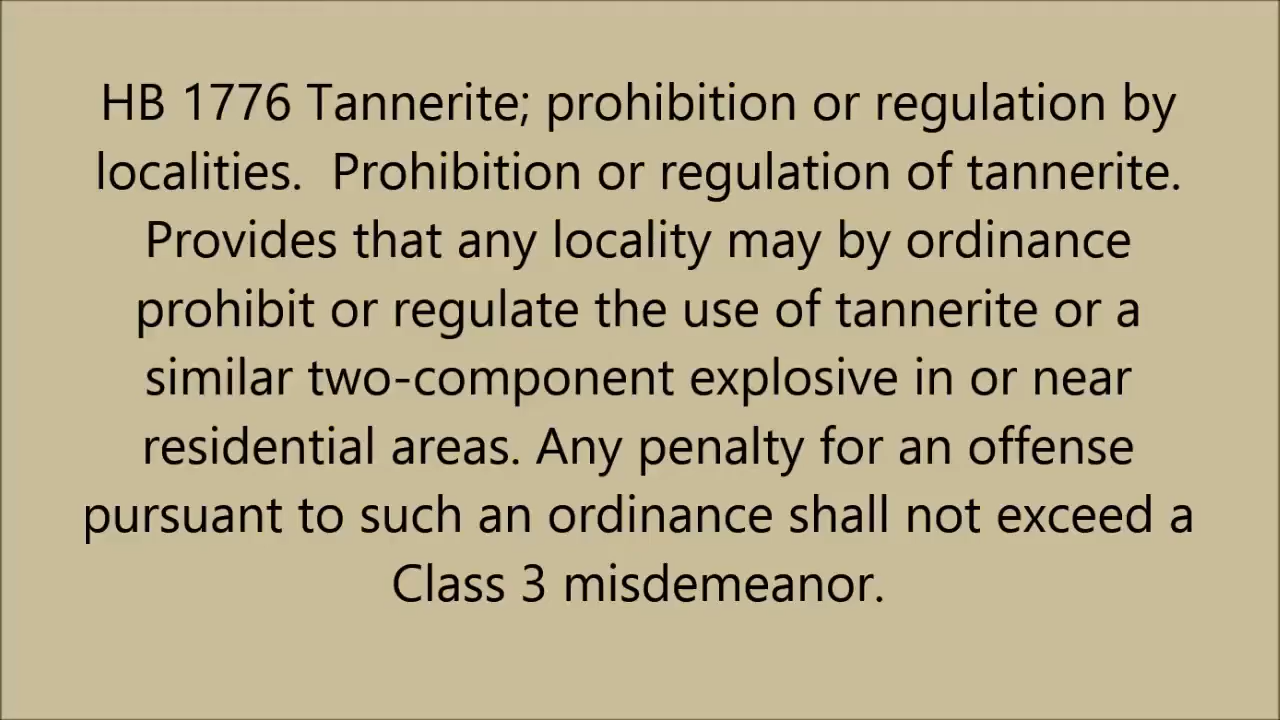 HB 1776 Tannerite; prohibition or regulation by
localities.  Prohibition or regulation of tannerite.
Provides that any locality may by ordinance
prohibit or regulate the use of tannerite or a
similar two-component explosive in or near
residential areas. Any penalty for an offense
pursuant to such an ordinance shall not exceed a
Class 3 misdemeanor.